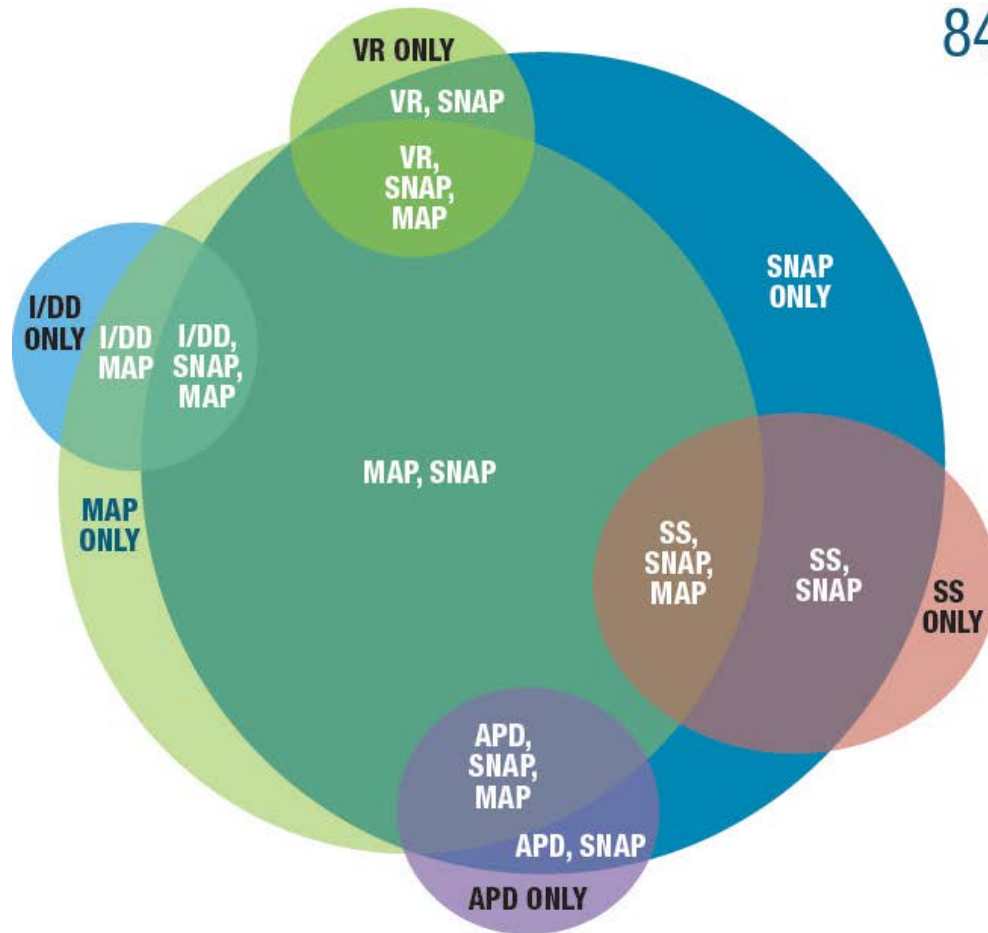 84
VR ONLY
VR, SNAP
VR,
SNAP,
MAP
SNAP
ONLY
I/DD
ONLY
I/DD
MAP
I/DD,
SNAP,
MAP
MAP, SNAP
MAP
ONLY
SS,
SNAP,
MAP
SS,
SNAP
SS
ONLY
APD,
SNAP,
MAP
APD, SNAP
APD ONLY